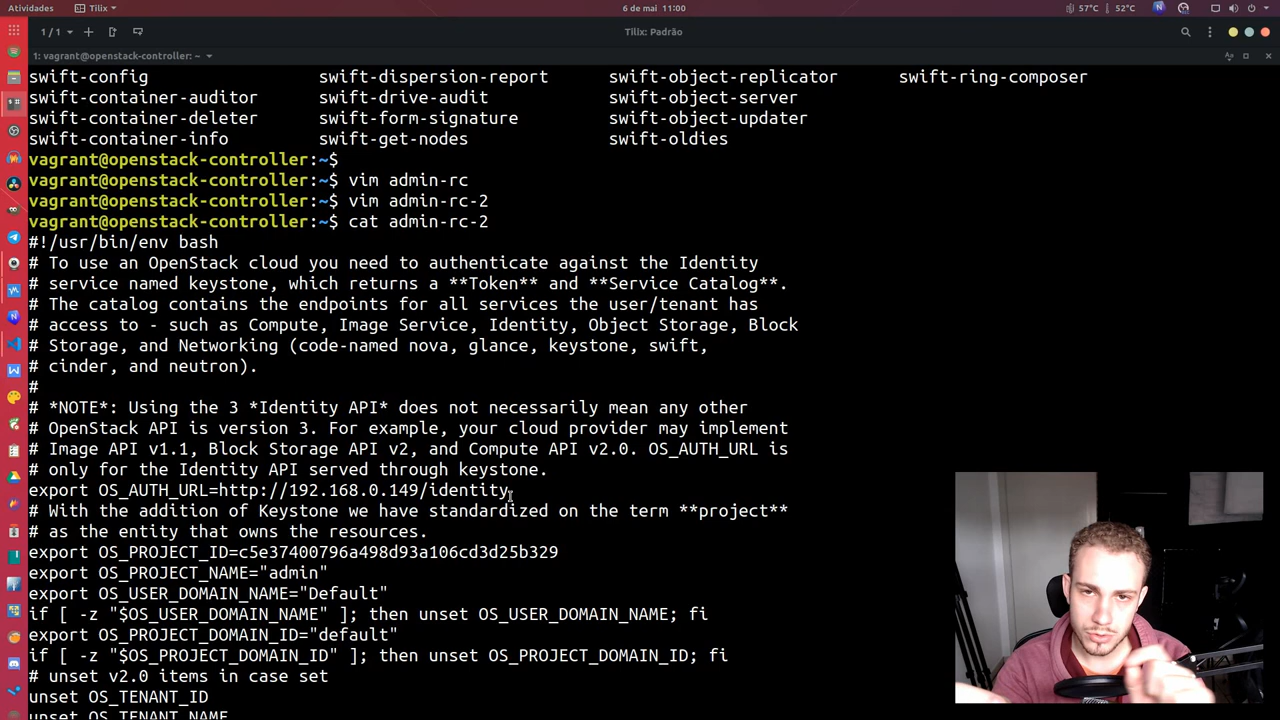 Atividades Tilix 6 de mai 11:00 57°C 52°C
1 / 1 Tilix: Padrão
1: vagrant@openstack-controller: ~
swift-config swift-dispersion-report swift-object-replicator swift-ring-composer
swift-container-auditor swift-drive-audit swift-object-server
swift-container-deleter swift-form-signature swift-object-updater
swift-container-info swift-get-nodes swift-oldies
vagrant@openstack-controller:~$
vagrant@openstack-controller:~$ vim admin-rc
vagrant@openstack-controller:~$ vim admin-rc-2
vagrant@openstack-controller:~$ cat admin-rc-2
#!/usr/bin/env bash
# To use an OpenStack cloud you need to authenticate against the Identity
# service named keystone, which returns a **Token** and **Service Catalog**.
# The catalog contains the endpoints for all services the user/tenant has
# access to - such as Compute, Image Service, Identity, Object Storage, Block
# Storage, and Networking (code-named nova, glance, keystone, swift,
# cinder, and neutron).
#
# *NOTE*: Using the 3 *Identity API* does not necessarily mean any other
# OpenStack API is version 3. For example, your cloud provider may implement
# Image API v1.1, Block Storage API v2, and Compute API v2.0. OS_AUTH_URL is
# only for the Identity API served through keystone.
export OS_AUTH_URL=http://192.168.0.149/identity
# With the addition of Keystone we have standardized on the term **project**
# as the entity that owns the resources.
export OS_PROJECT_ID=c5e37400796a498d93a106cd3d25b329
export OS_PROJECT_NAME="admin"
export OS_USER_DOMAIN_NAME="Default"
if [ -z "$OS_USER_DOMAIN_NAME" ]; then unset OS_USER_DOMAIN_NAME; fi
export OS_PROJECT_DOMAIN_ID="default"
if [ -z "$OS_PROJECT_DOMAIN_ID" ]; then unset OS_PROJECT_DOMAIN_ID; fi
# unset v2.0 items in case set
unset OS_TENANT_ID
unset OS_TENANT_NAME